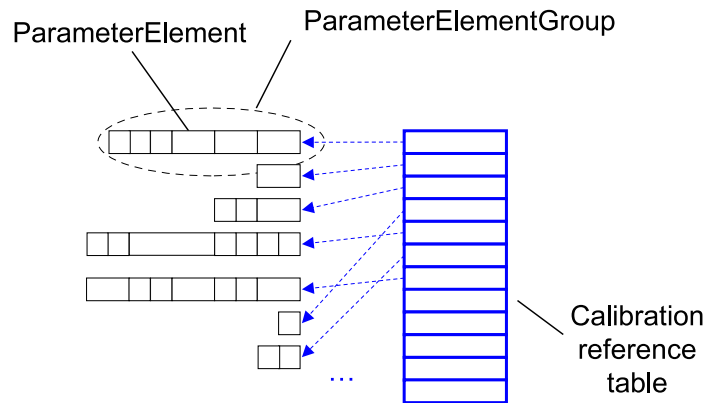 ParameterElement
ParameterElementGroup
Calibration
reference
table
...